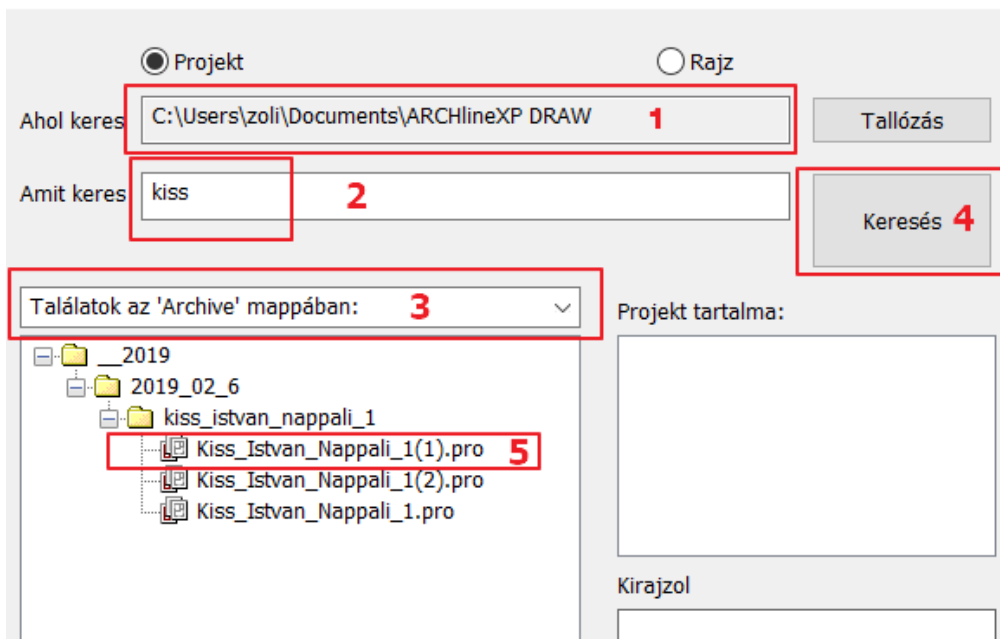 Projekt Rajz
Ahol keres C:\Users\zoli\Documents\ARCHlineXP DRAW 1 Tallózás
Amit keres kiss 2 Keresés 4
Találatok az 'Archive' mappában: 3 Projekt tartalma:
__2019
2019_02_6
kiss_istvan_nappali_1
Kiss_Istvan_Nappali_1(1).pro 5
Kiss_Istvan_Nappali_1(2).pro
Kiss_Istvan_Nappali_1.pro
Kirajzol